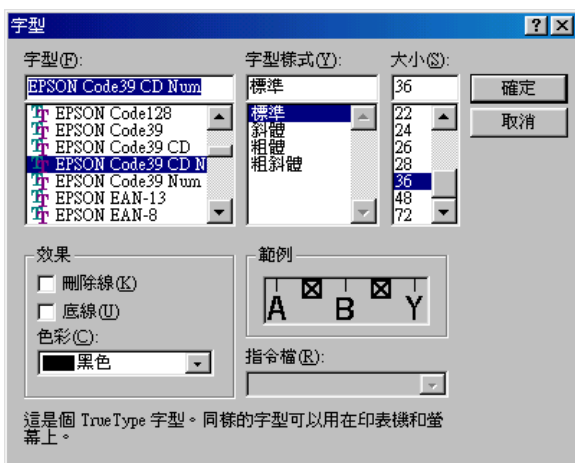 字型
字型(F):
EPSON Code39 CD Num
EPSON Code128
EPSON Code39
EPSON Code39 CD
EPSON Code39 CD N
EPSON Code39 Num
EPSON EAN-13
EPSON EAN-8
字型樣式(Y):
標準
標準
斜體
粗體
粗斜體
大小(S):
36
22
24
26
28
36
48
72
確定
取消
效果
刪除線(K)
底線(U)
色彩(C):
黑色
範例
A B Y
指令檔(R):
這是個 TrueType 字型。同樣的字型可以用在印表機和螢
幕上。